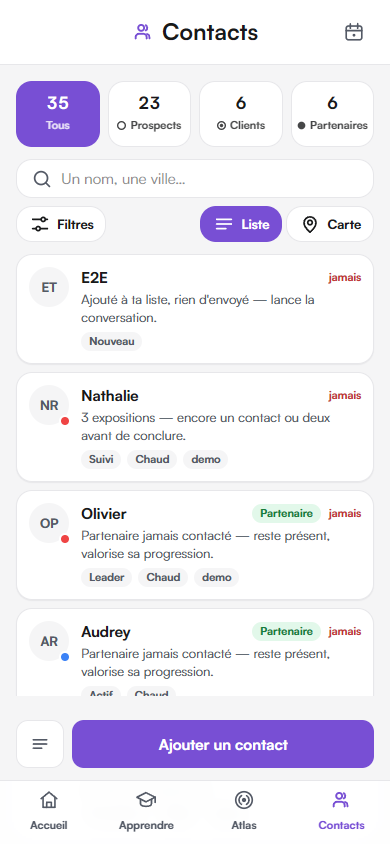 Contacts
35
Tous
23
Prospects
6
Clients
6
Partenaires
Un nom, une ville...
Filtres
Liste
Carte
ET
E2E
jamais
Ajouté à ta liste, rien d'envoyé — lance la
conversation.
Nouveau
NR
Nathalie
jamais
3 expositions — encore un contact ou deux
avant de conclure.
Suivi Chaud demo
OP
Olivier
Partenaire jamais
Partenaire jamais contacté — reste présent,
valorise sa progression.
Leader Chaud demo
AR
Audrey
Partenaire jamais
Partenaire jamais contacté — reste présent,
valorise sa progression.
Actif Chaud
Ajouter un contact
Accueil
Apprendre
Atlas
Contacts